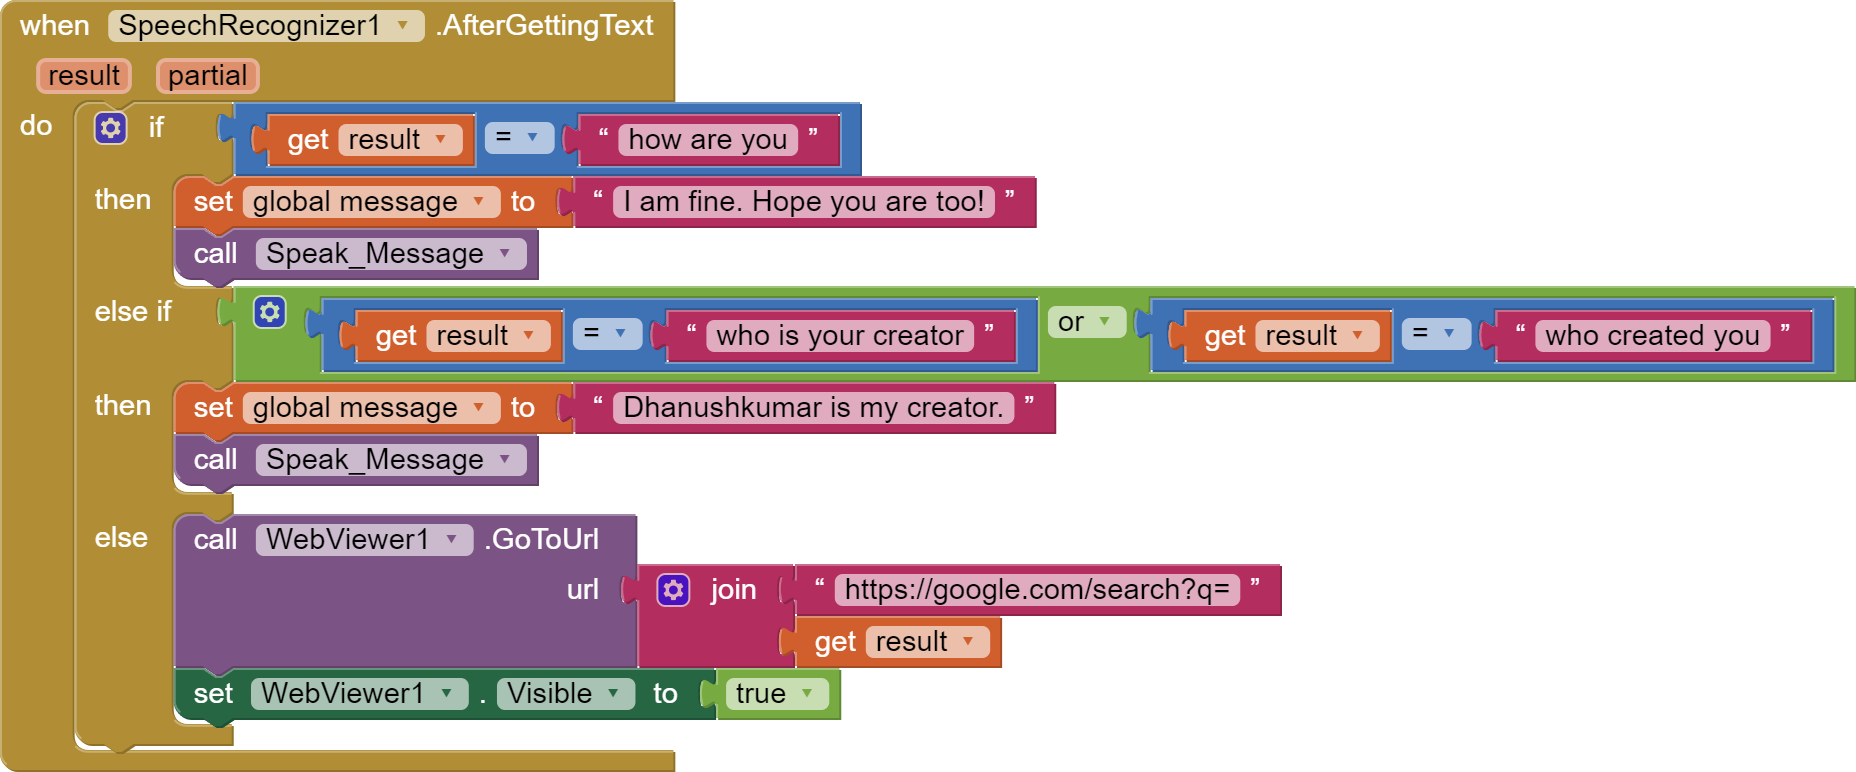 when SpeechRecognizer1 .AfterGettingText
result partial
do if get result = “ how are you ”
then set global message to “ I am fine. Hope you are too! ”
call Speak_Message
else if get result = “ who is your creator ” or get result = “ who created you ”
then set global message to “ Dhanushkumar is my creator. ”
call Speak_Message
else call WebViewer1 .GoToUrl
url join “ https://google.com/search?q= ”
get result
set WebViewer1 . Visible to true